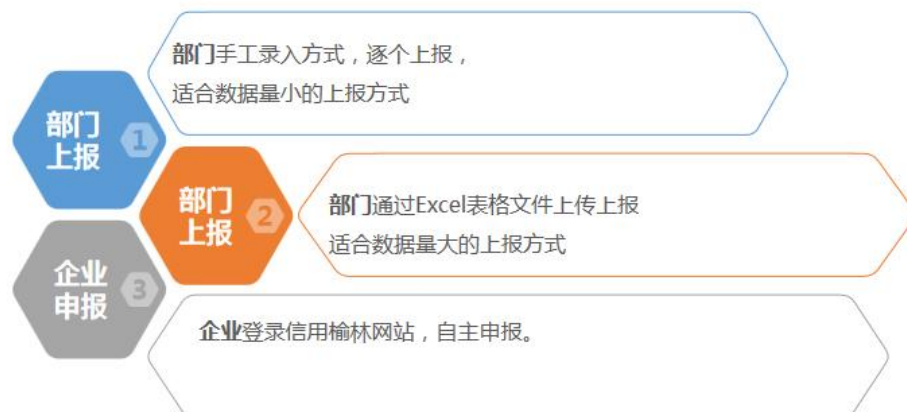 部门手工录入方式，逐个上报，
适合数据量小的上报方式
部门
上报
1
部门
上报
2
部门通过Excel表格文件上传上报
适合数据量大的上报方式
企业
申报
3
企业登录信用榆林网站，自主申报。